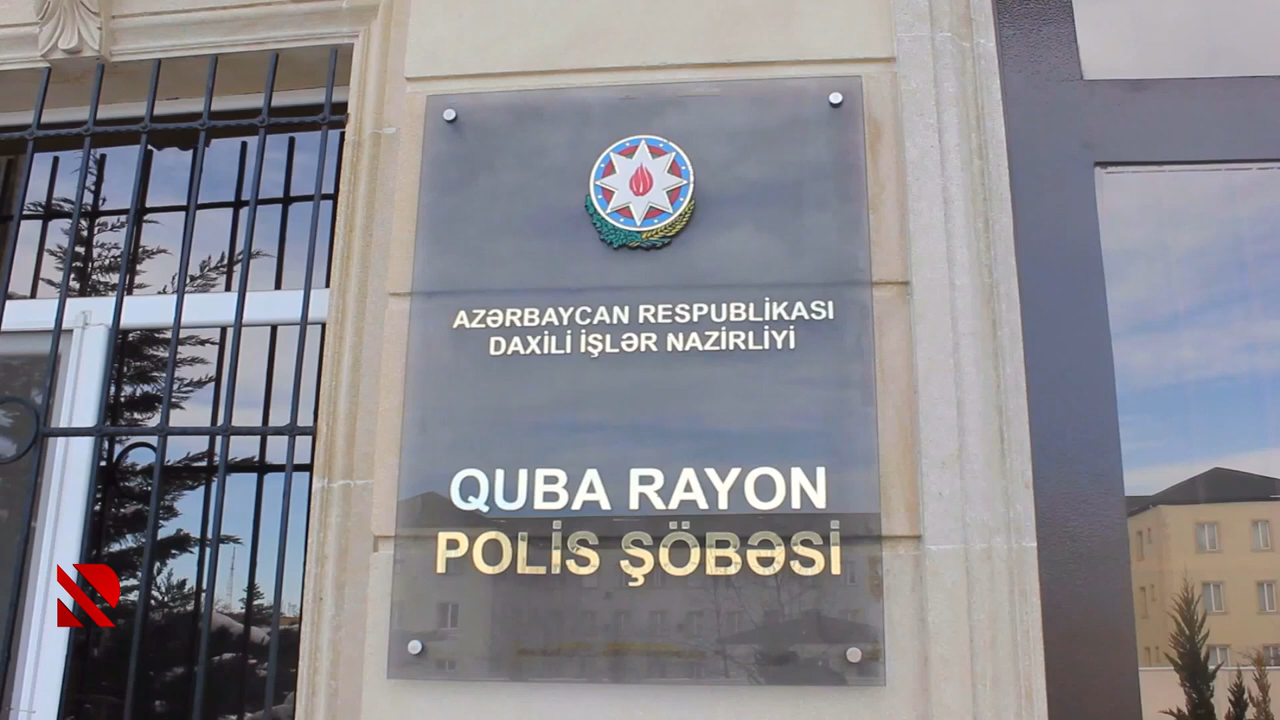 AZƏRBAYCAN RESPUBLİKASI
DAXİLİ İŞLƏR NAZİRLİYİ
QUBA RAYON
POLİS ŞÖBƏSİ